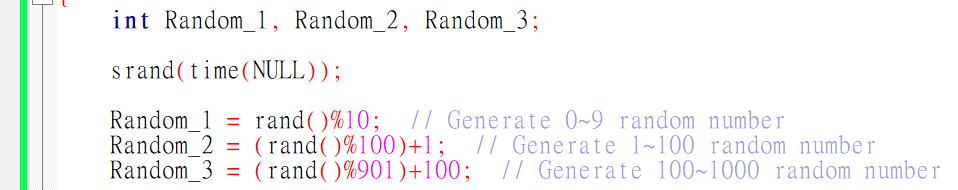 {
int Random_1, Random_2, Random_3;
srand(time(NULL));
Random_1 = rand()%10;  // Generate 0~9 random number
Random_2 = (rand()%100)+1;  // Generate 1~100 random number
Random_3 = (rand()%901)+100;  // Generate 100~1000 random number